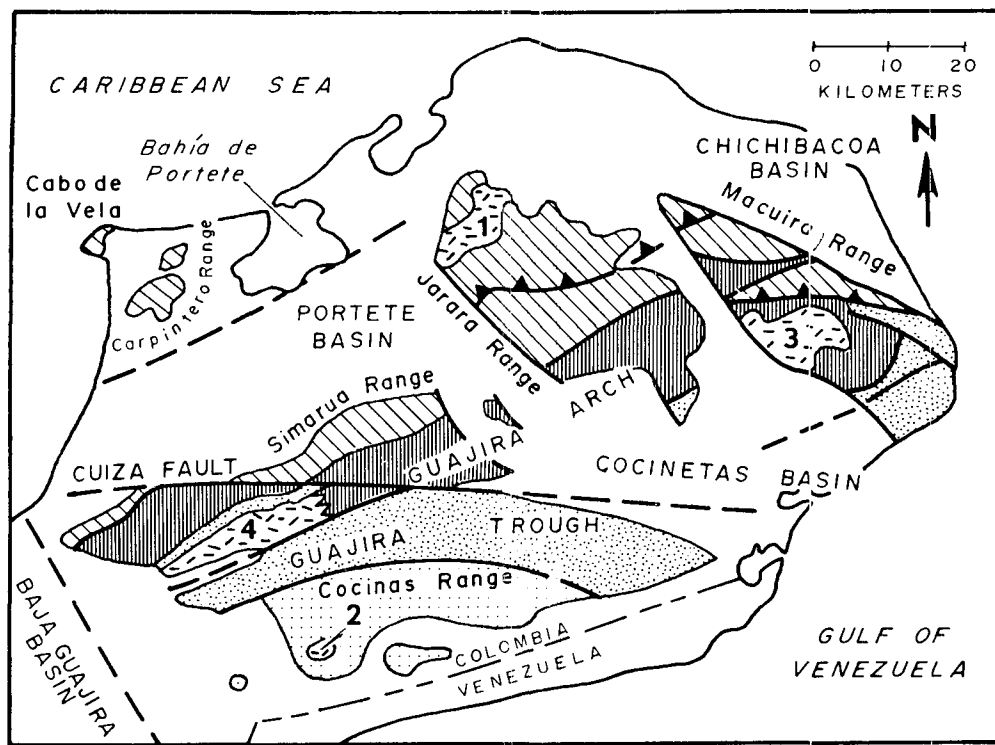 CARIBBEAN SEA
0 10 20
KILOMETERS
N
Bahía de
Portete
CHICHIBACOA
BASIN
Cabo de
la Vela
Macuira Range
1
Carpintero Range
Jarara Range
PORTETE
BASIN
3
ARCH
Simarua Range
GUAJIRA
CUIZA FAULT
COCINETAS
BASIN
4
TROUGH
GUAJIRA
Cocinas Range
2
BAJA GUAJIRA
BASIN
COLOMBIA
VENEZUELA
GULF OF
VENEZUELA